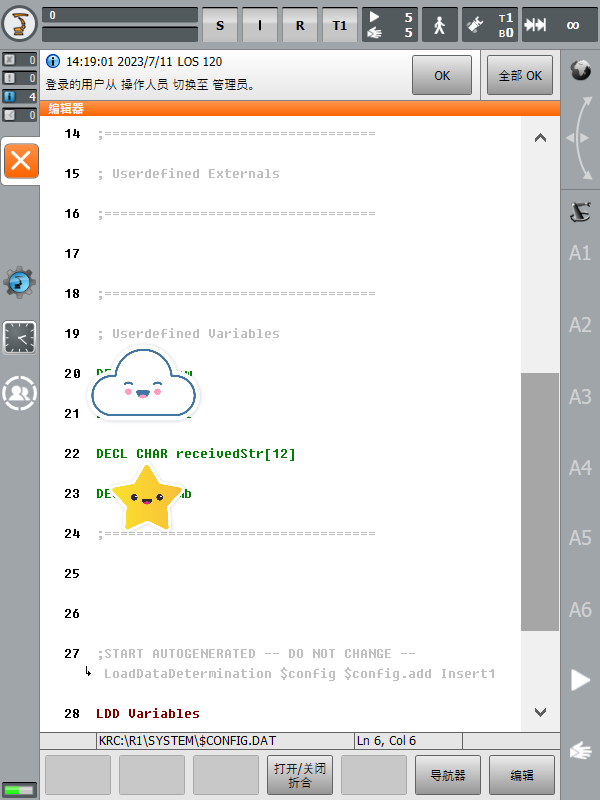 0
S
I
R
T1
5
5
T1
B0
∞
0
0
4
0
14:19:01 2023/7/11 LOS 120
登录的用户从 操作人员 切换至 管理员。
OK
全部 OK
编辑器
14 ;==================================
15 ; Userdefined Externals
16 ;==================================
17
18 ;==================================
19 ; Userdefined Variables
20
21
22 DECL CHAR receivedStr[12]
23
24 ;==================================
25
26
27 ;START AUTOGENERATED -- DO NOT CHANGE --
LoadDataDetermination $config $config.add Insert1
28 LDD Variables
KRC:\R1\SYSTEM\$CONFIG.DAT
Ln 6, Col 6
打开/关闭
折合
导航器
编辑
A1
A2
A3
A4
A5
A6